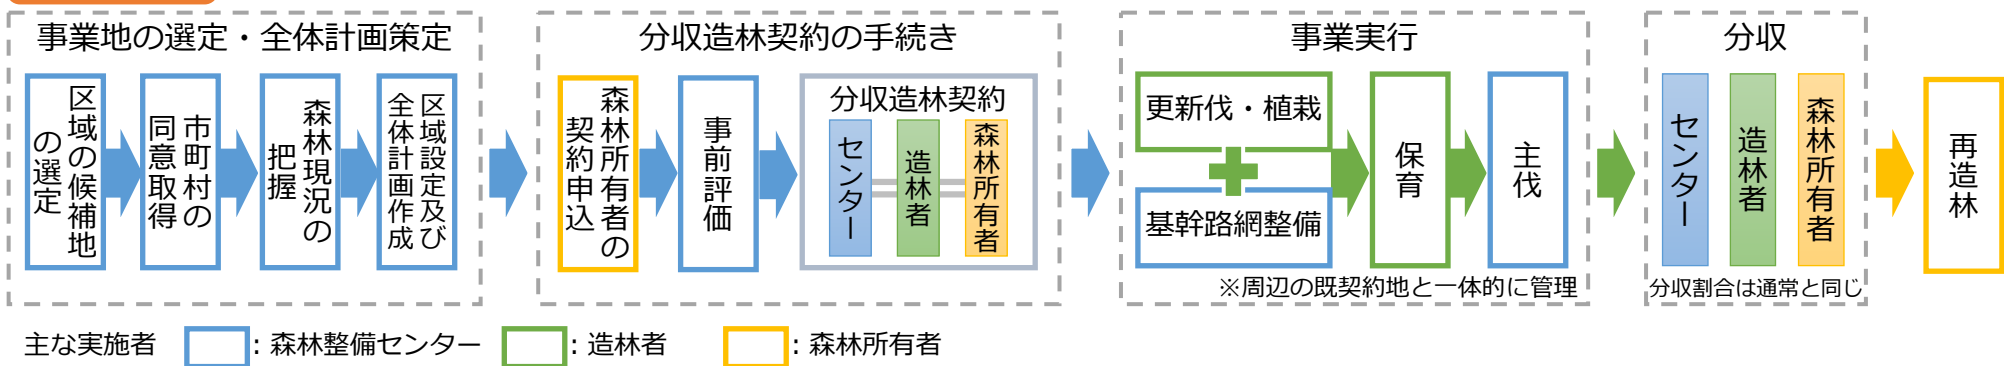 事業地の選定・全体計画策定
区域の候補地
の選定
市町村の
同意取得
森林現況の
把握
区域設定及び
全体計画作成
分収造林契約の手続き
森林所有者の
契約申込
事前評価
分収造林契約
センター
造林者
森林所有者
事業実行
更新伐・植栽
基幹路網整備
保育
主伐
※周辺の既契約地と一体的に管理
分収
センター
造林者
森林所有者
分収割合は通常と同じ
再造林
主な実施者
: 森林整備センター
: 造林者
: 森林所有者